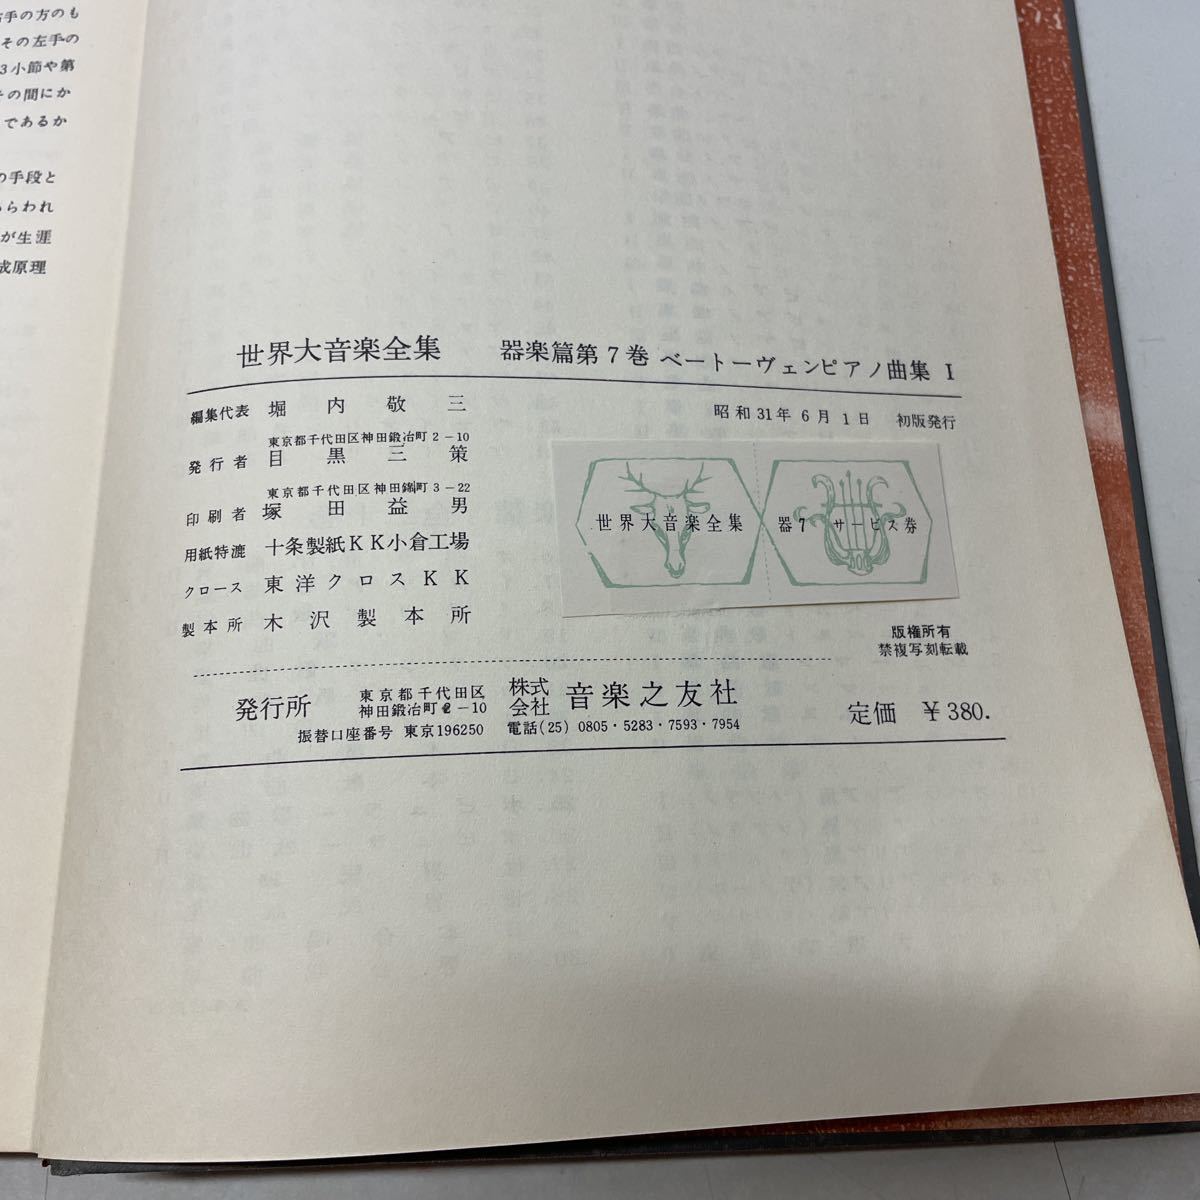 手の方のも
その左手の
3小節や第
その間にか
であるか
の手段と
らわれ
が生涯
成原理
世界大音楽全集 器楽篇第7巻 ベートーヴェンピアノ曲集 I
編集代表 堀内敬三
昭和31年6月1日 初版発行
東京都千代田区神田鍛冶町2-10
発行者 目黒三策
東京都千代田区神田鎌町3-22
印刷者 塚田益男
用紙特漉 十条製紙KK小倉工場
クロース 東洋クロスKK
製本所 木沢製本所
世界大音楽全集
器7 サービス券
版権所有
禁複写刻転載
発行所 東京都千代田区神田鍛冶町2-10 株式会社 音楽之友社
振替口座番号 東京196250 電話(25) 0805・5283・7593・7954
定価 ¥380.